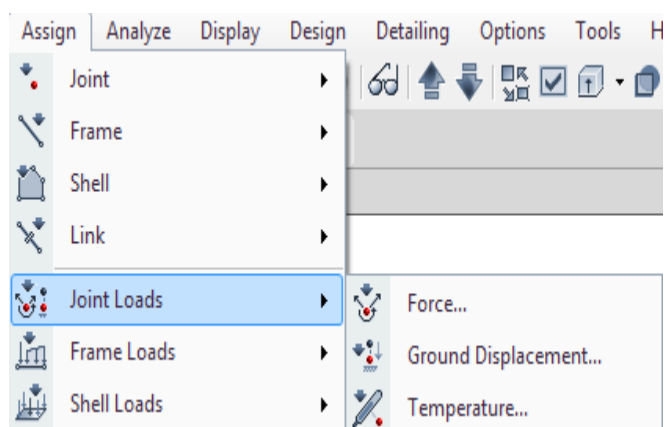 Assign Analyze Display Design Detailing Options Tools H
Joint
Frame
Shell
Link
Joint Loads
Force...
Frame Loads
Ground Displacement...
Shell Loads
Temperature...